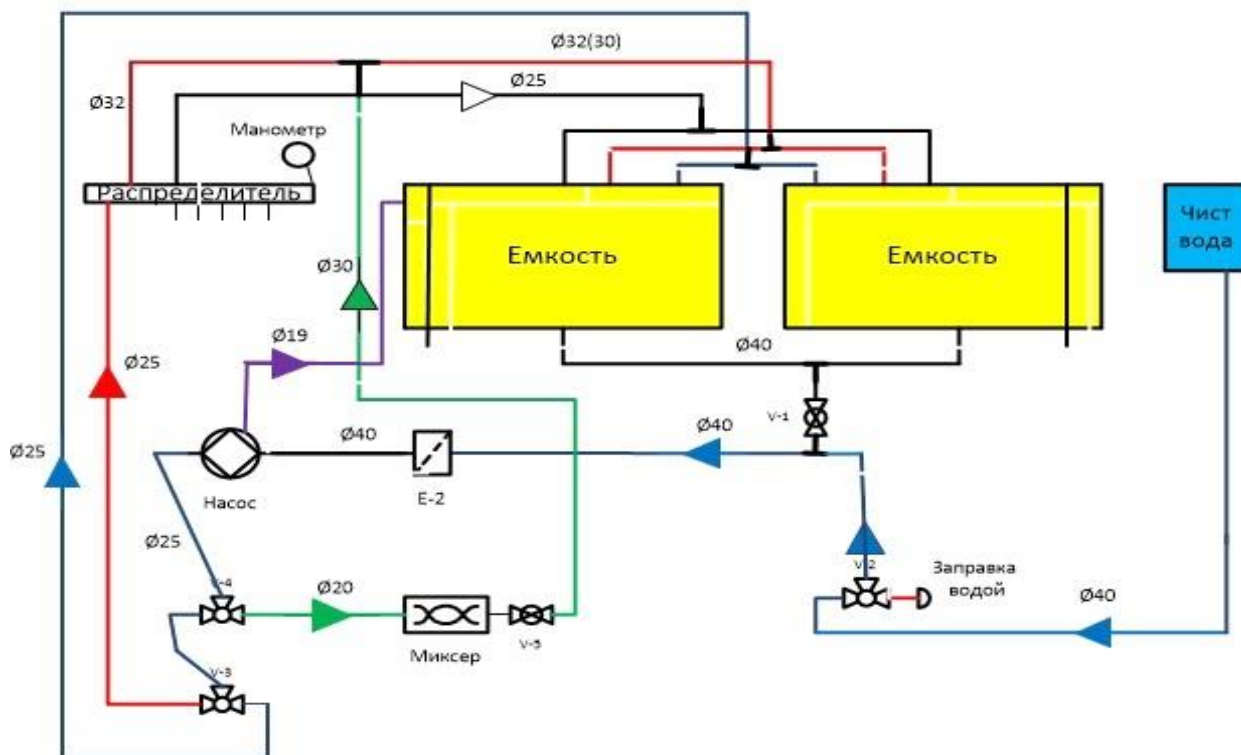 Ø32(30)
Ø25
Ø32
Манометр
Распределитель
Емкость
Емкость
Чист
вода
Ø30
Ø19
Ø40
Ø25
V-1
Ø40
Ø40
Ø25
Насос
E-2
Ø25
V-4
V-2
Заправка
водой
Ø20
Ø40
Миксер
V-5
V-3